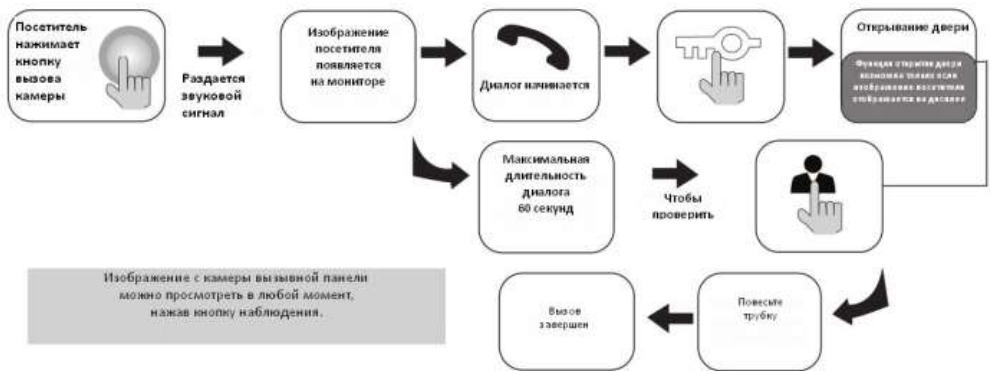 Посетитель
нажимает
кнопку
вызова
камеры
Раздается
звуковой
сигнал
Изображение
посетителя
появляется
на мониторе
Диалог начинается
Открывание двери
Функция открытия двери
возможна только если
изображение посетителя
отображается на дисплее
Максимальная
длительность
диалога
60 секунд
Чтобы
проверить
Изображение с камеры вызывной панели
можно просмотреть в любой момент,
нажав кнопку наблюдения.
Вызов
завершен
Повесьте
трубку